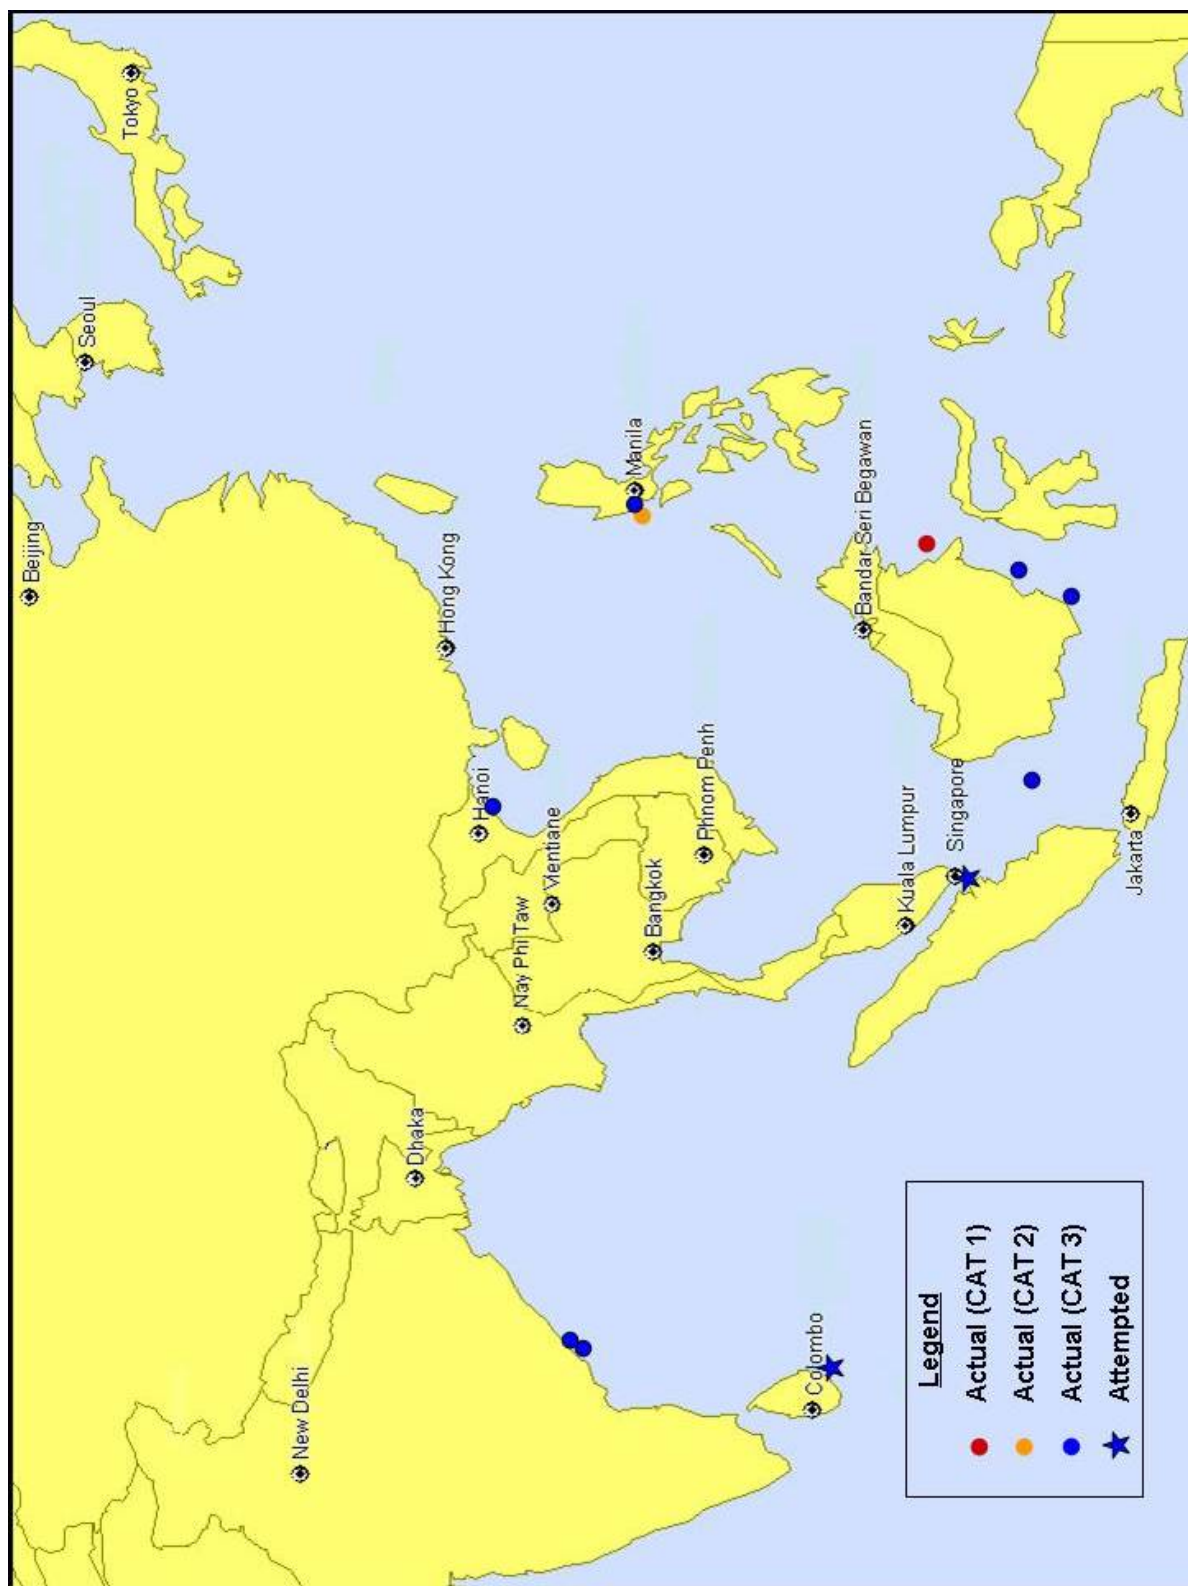 Beijing
Seoul
Tokyo
New Delhi
Dhaka
Nay Phi Taw
Hanoi
Hong Kong
Vientiane
Bangkok
Phnom Penh
Manila
Colombo
Kuala Lumpur
Singapore
Bandar Seri Begawan
Jakarta
Legend
Actual (CAT 1)
Actual (CAT 2)
Actual (CAT 3)
Attempted